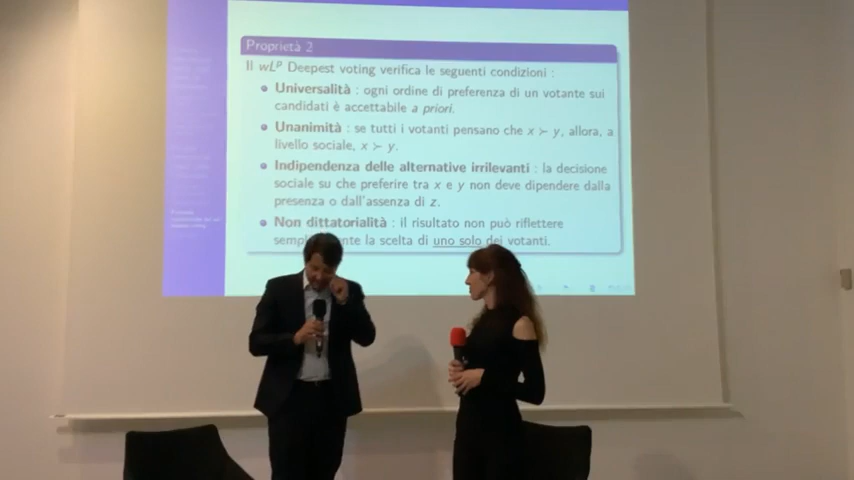 Proprietà 2
Il wLᵖ Deepest voting verifica le seguenti condizioni :
• Universalità : ogni ordine di preferenza di un votante sui
candidati è accettabile a priori.
• Unanimità : se tutti i votanti pensano che x ≻ y, allora, a
livello sociale, x ≻ y.
• Indipendenza delle alternative irrilevanti : la decisione
sociale su che preferire tra x e y non deve dipendere dalla
presenza o dall'assenza di z.
• Non dittatorialità : il risultato non può riflettere
la scelta di uno solo dei votanti.